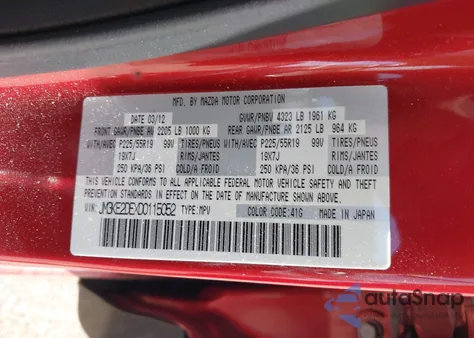 MFD. BY MAZDA MOTOR CORPORATION
DATE 03/12 GVWR/PNBV 4323 LB 1961 KG
FRONT GAWR/PNBE AV 2205 LB 1000 KG REAR GAWR/PNBE AR 2125 LB 964 KG
WITH/AVEC P225/55R19 99V TIRES/PNEUS WITH/AVEC P225/55R19 99V TIRES/PNEUS
19X7J RIMS/JANTES 19X7J RIMS/JANTES
250 KPA/36 PSI COLD/A FROID 250 KPA/36 PSI COLD/A FROID
THIS VEHICLE CONFORMS TO ALL APPLICABLE FEDERAL MOTOR VEHICLE SAFETY, BUMPER, AND THEFT
PREVENTION STANDARDS IN EFFECT ON THE DATE OF MANUFACTURE SHOWN ABOVE.
VIN: JM3KE2DEXD0115052 TYPE: MPV COLOR CODE: 41G MADE IN JAPAN
autoSnap